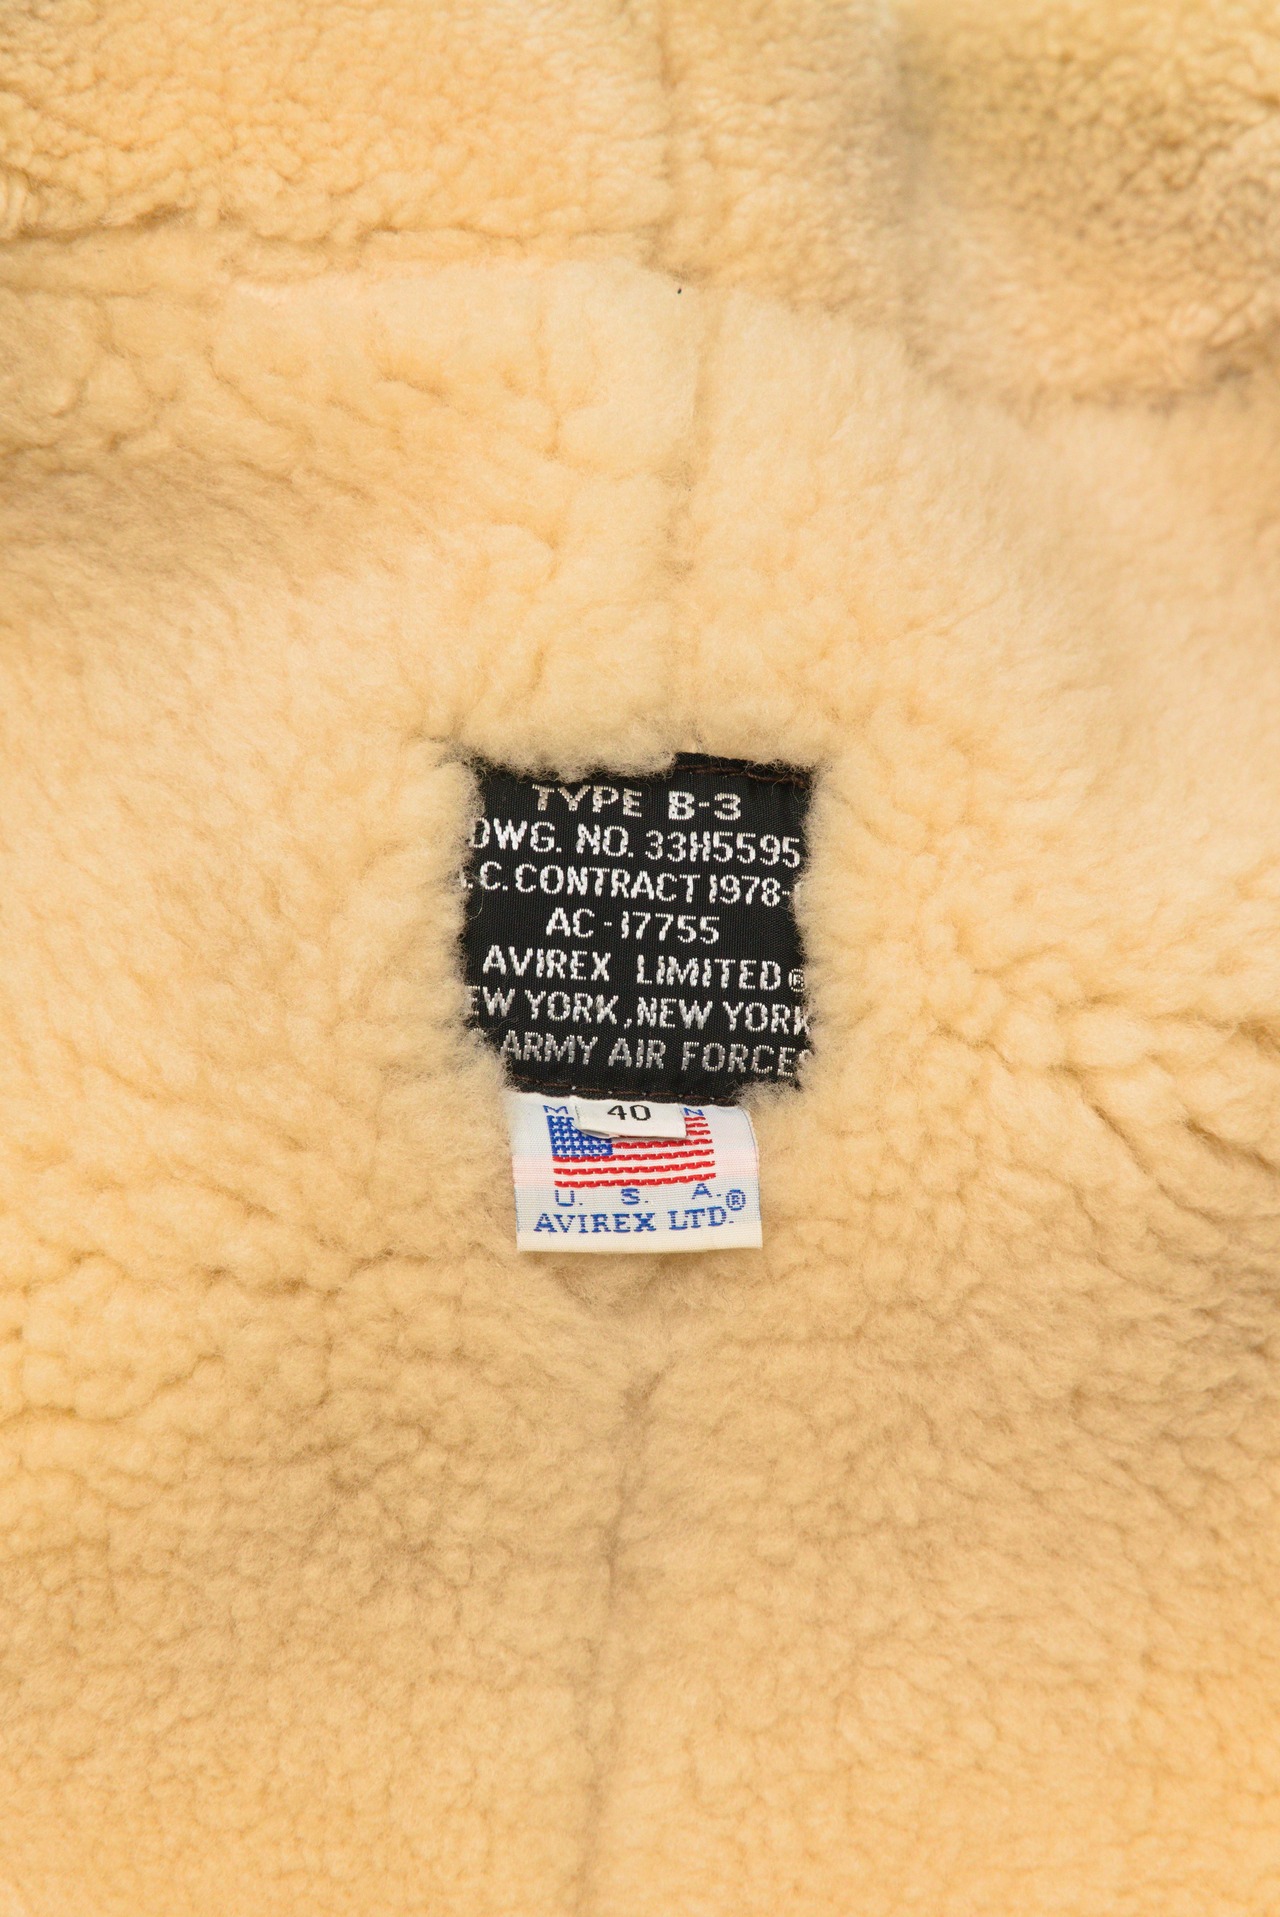 TYPE B-3
DWG. NO. 33H5595
.C. CONTRACT 1978-
AC-17755
AVIREX LIMITED®
EW YORK, NEW YORK
ARMY AIR FORCES
M 40 N
U. S. A.®
AVIREX LTD.